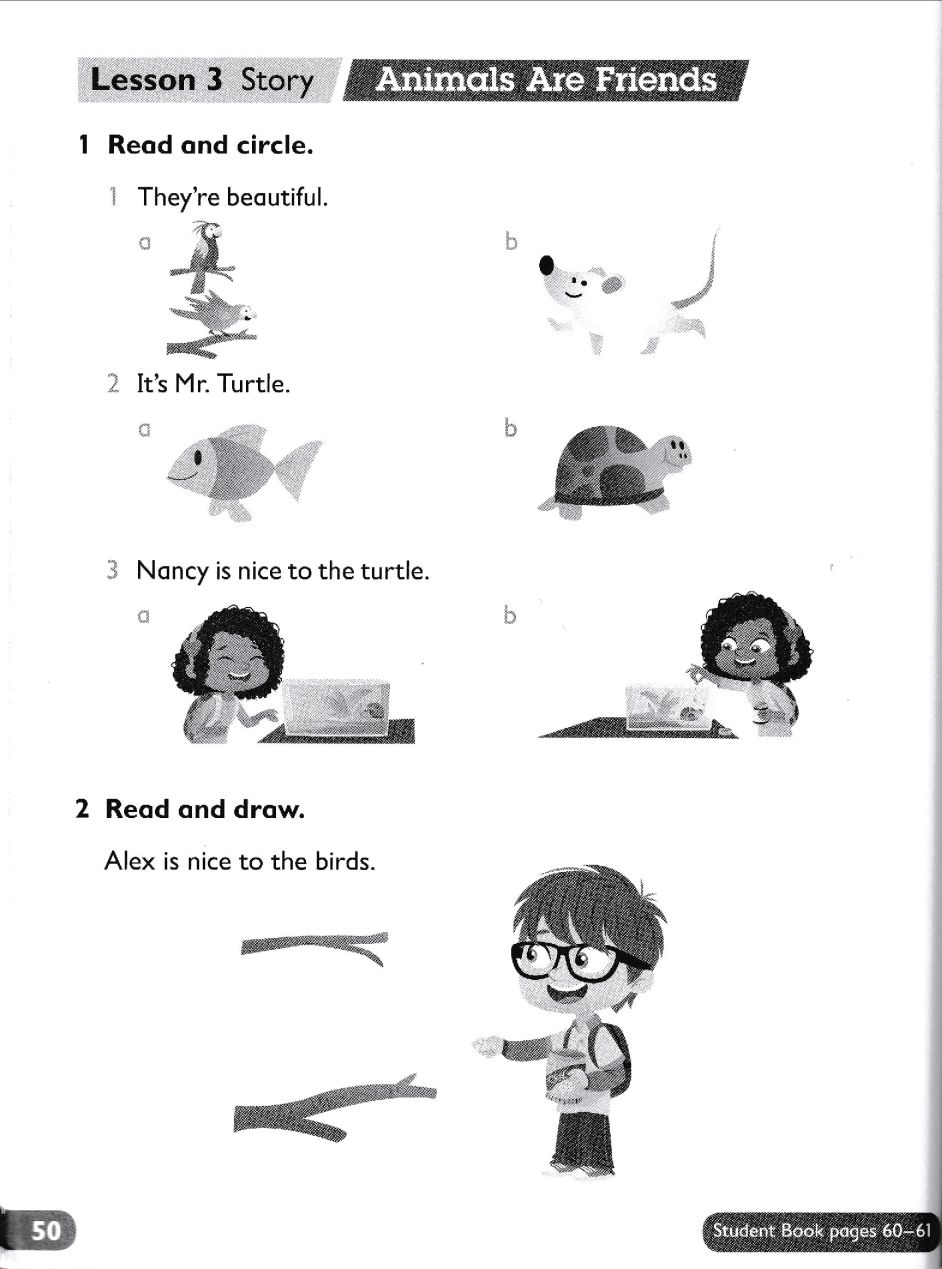 Lesson 3 Story Animals Are Friends
1 Read and circle.
1 They're beautiful.
a b
2 It's Mr. Turtle.
a b
3 Nancy is nice to the turtle.
a b
2 Read and draw.
Alex is nice to the birds.
50
Student Book pages 60–61